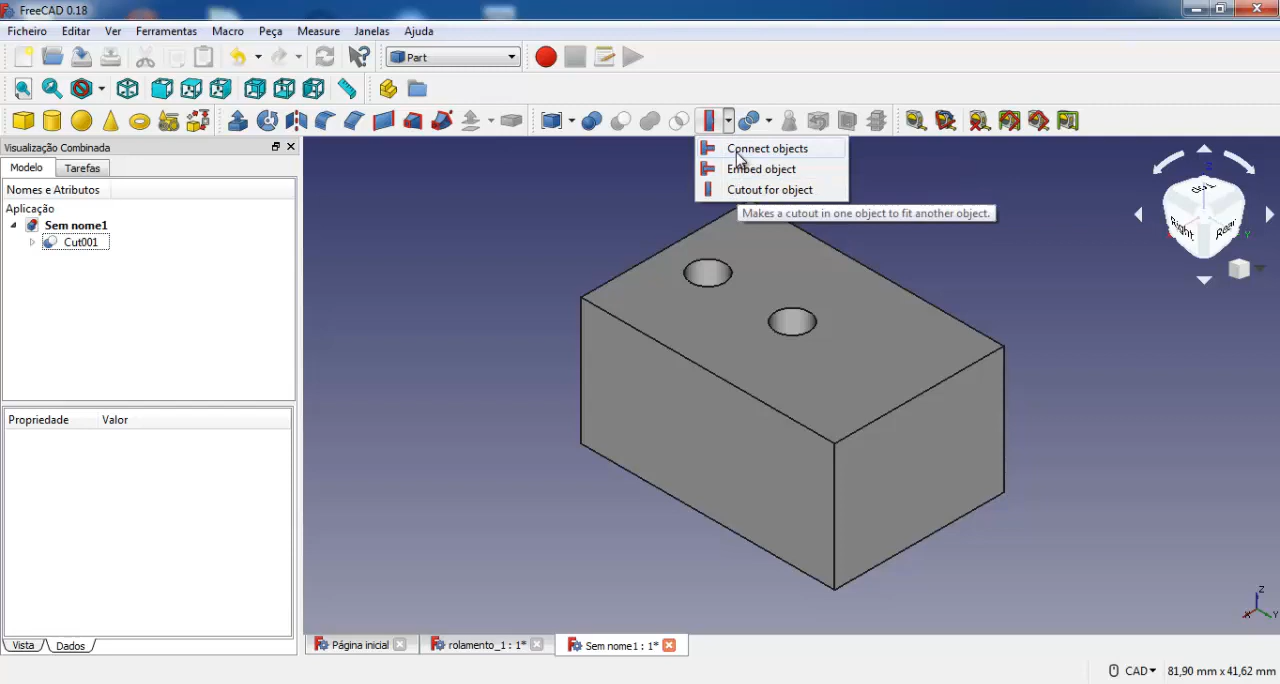 FreeCAD 0.18
Ficheiro Editar Ver Ferramentas Macro Peça Measure Janelas Ajuda
Part
Visualização Combinada
Modelo Tarefas
Nomes e Atributos
Aplicação
Sem nome1
Cut001
Connect objects
Embed object
Cutout for object
Makes a cutout in one object to fit another object.
Right
Rear
Z
Y
X
Propriedade Valor
Vista Dados
Página inicial
rolamento_1 : 1*
Sem nome1 : 1*
CAD
81,90 mm x 41,62 mm